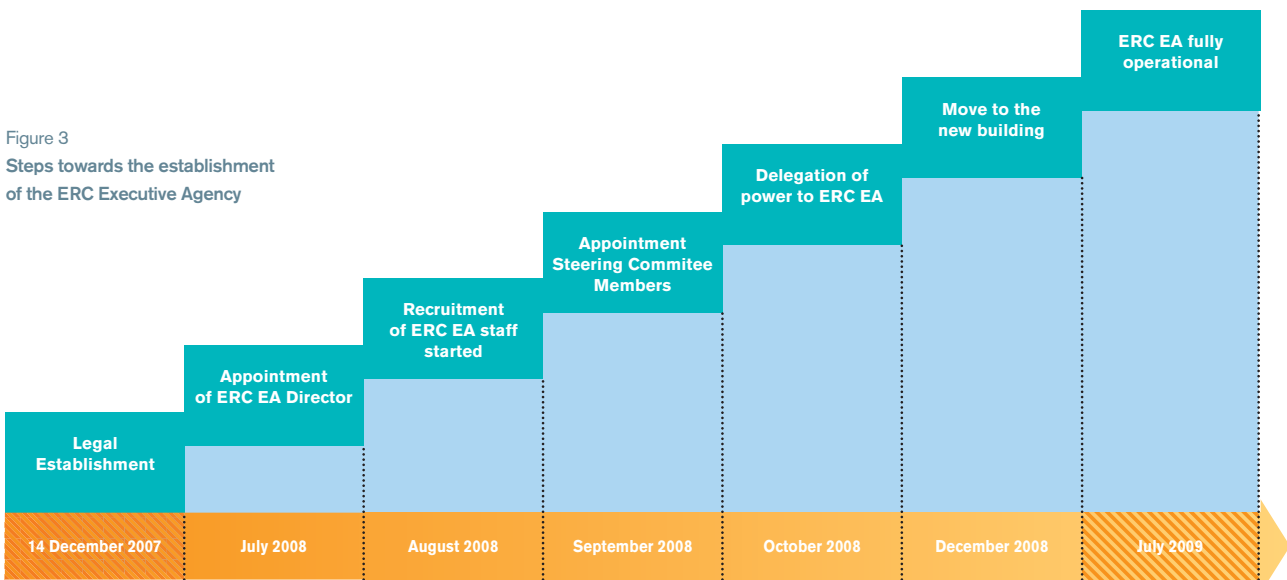 Figure 3
Steps towards the establishment
of the ERC Executive Agency
Legal
Establishment
Appointment
of ERC EA Director
Recruitment
of ERC EA staff
started
Appointment
Steering Commitee
Members
Delegation of
power to ERC EA
Move to the
new building
ERC EA fully
operational
14 December 2007
July 2008
August 2008
September 2008
October 2008
December 2008
July 2009